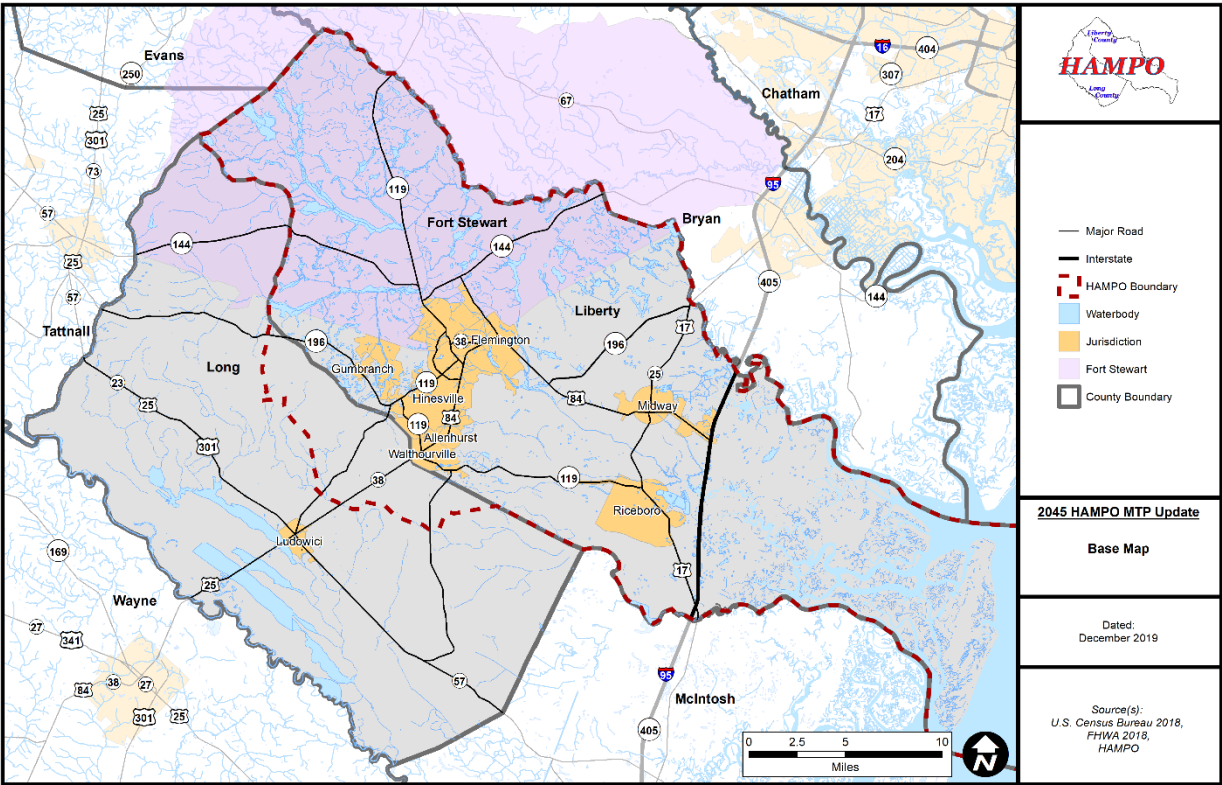 Evans
250
25
301
73
57
25
57
Tattnall
67
16
404
307
Chatham
17
204
95
119
Fort Stewart
Bryan
144
144
405
144
Liberty
17
196
Long
196
38
Flemington
Gumbranch
119
Hinesville
25
84
Midway
23
25
119
84
Allenhurst
301
Walthourville
38
119
Riceboro
Ludowici
169
25
17
Wayne
27
341
57
95
McIntosh
84
38
27
301
25
405
0 2.5 5 10
Miles
N
Liberty
County
HAMPO
Long
County
Major Road
Interstate
HAMPO Boundary
Waterbody
Jurisdiction
Fort Stewart
County Boundary
2045 HAMPO MTP Update
Base Map
Dated:
December 2019
Source(s):
U.S. Census Bureau 2018,
FHWA 2018,
HAMPO